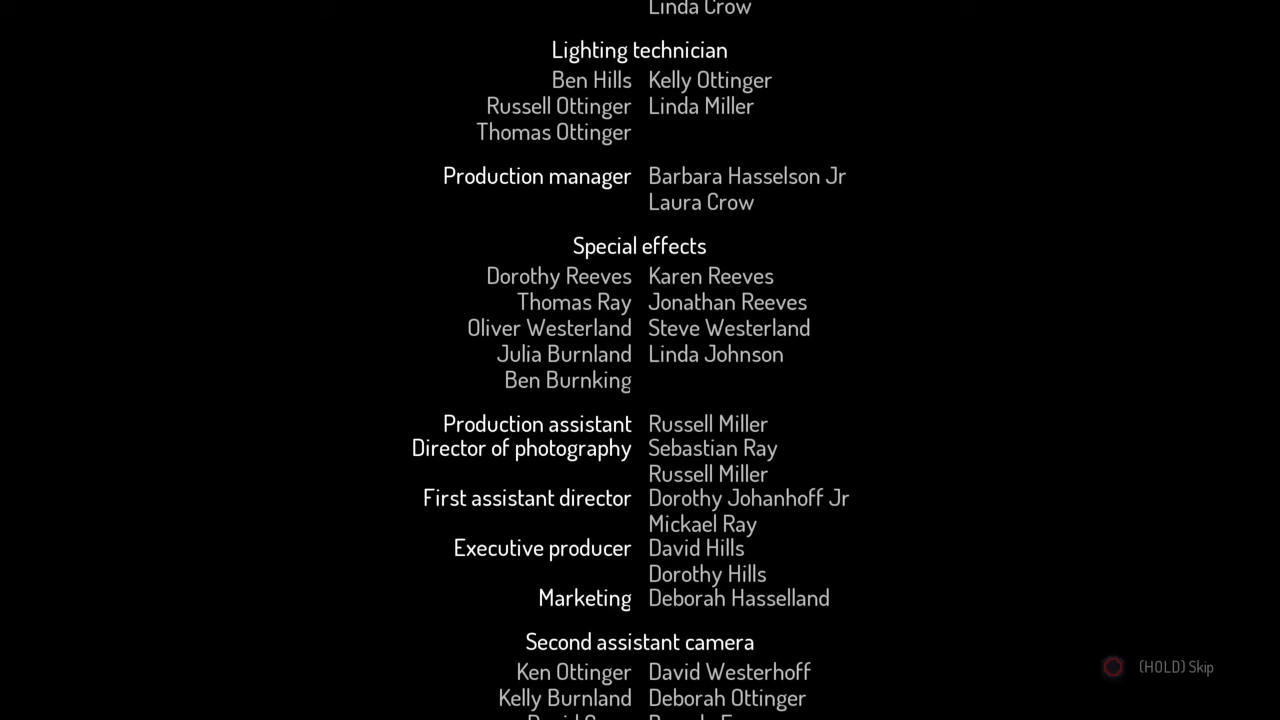 Linda Crow
Lighting technician
Ben Hills Kelly Ottinger
Russell Ottinger Linda Miller
Thomas Ottinger
Production manager Barbara Hasselson Jr
Laura Crow
Special effects
Dorothy Reeves Karen Reeves
Thomas Ray Jonathan Reeves
Oliver Westerland Steve Westerland
Julia Burnland Linda Johnson
Ben Burnking
Production assistant Russell Miller
Director of photography Sebastian Ray
Russell Miller
First assistant director Dorothy Johanhoff Jr
Mickael Ray
Executive producer David Hills
Dorothy Hills
Marketing Deborah Hasselland
Second assistant camera
Ken Ottinger David Westerhoff
(HOLD) Skip
Kelly Burnland Deborah Ottinger